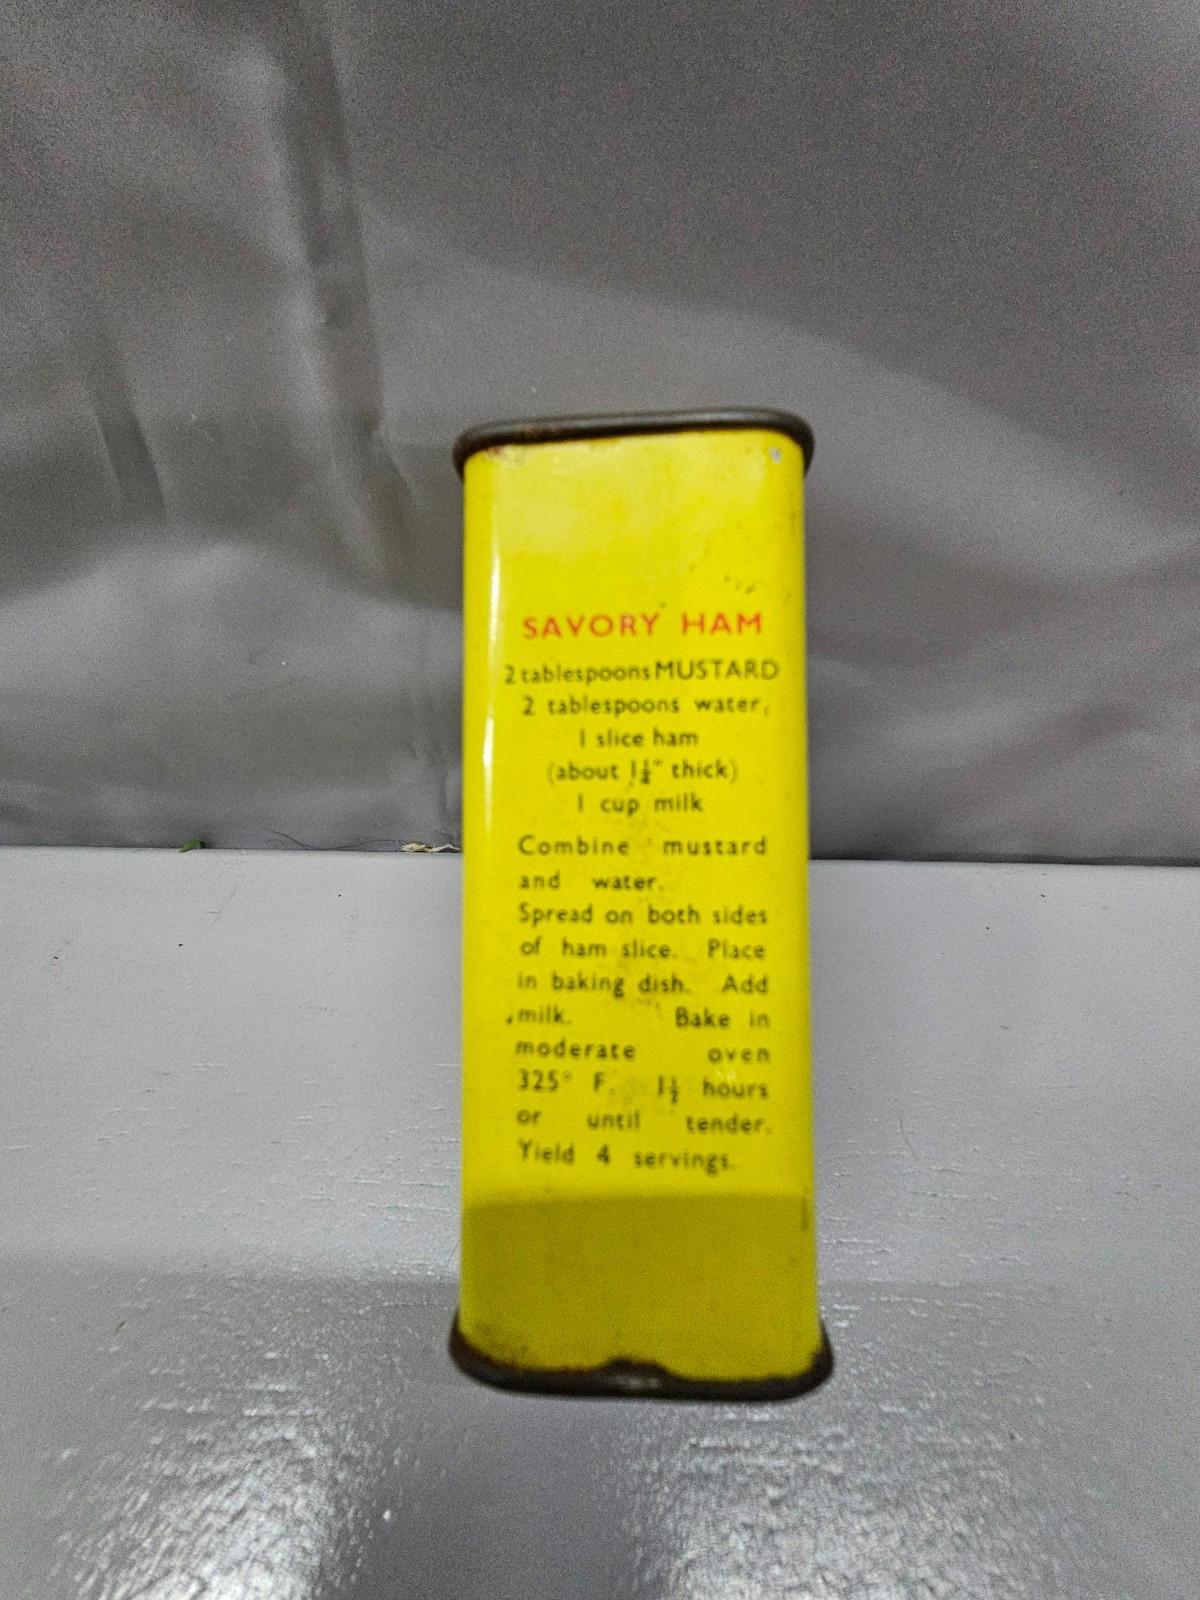 SAVORY HAM
2 tablespoons MUSTARD
2 tablespoons water,
1 slice ham
(about 1¼" thick)
1 cup milk
Combine mustard
and water.
Spread on both sides
of ham slice. Place
in baking dish. Add
milk. Bake in
moderate oven
325° F. 1½ hours
or until tender.
Yield 4 servings.